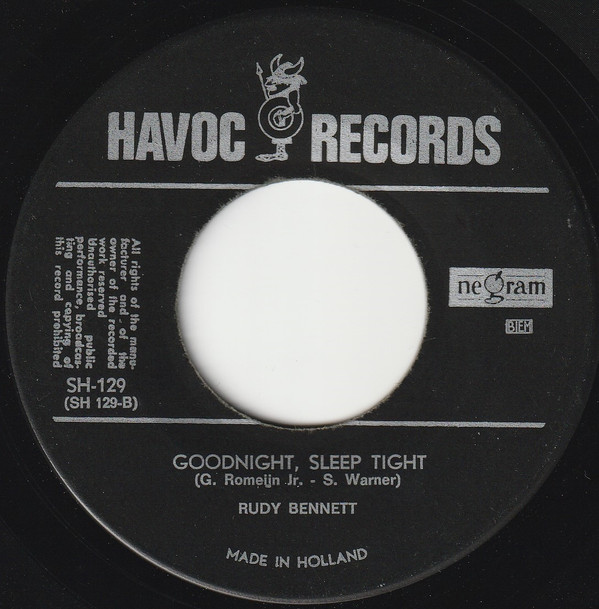 HAVOC RECORDS
All rights of the manu-
facturer and of the
owner of the recorded
work reserved
Unauthorised public
performance, broadcas-
ting and copying of
this record prohibited
negram
BIEM
SH-129
(SH 129-B)
GOODNIGHT, SLEEP TIGHT
(G. Romeijn Jr. - S. Warner)
RUDY BENNETT
MADE IN HOLLAND